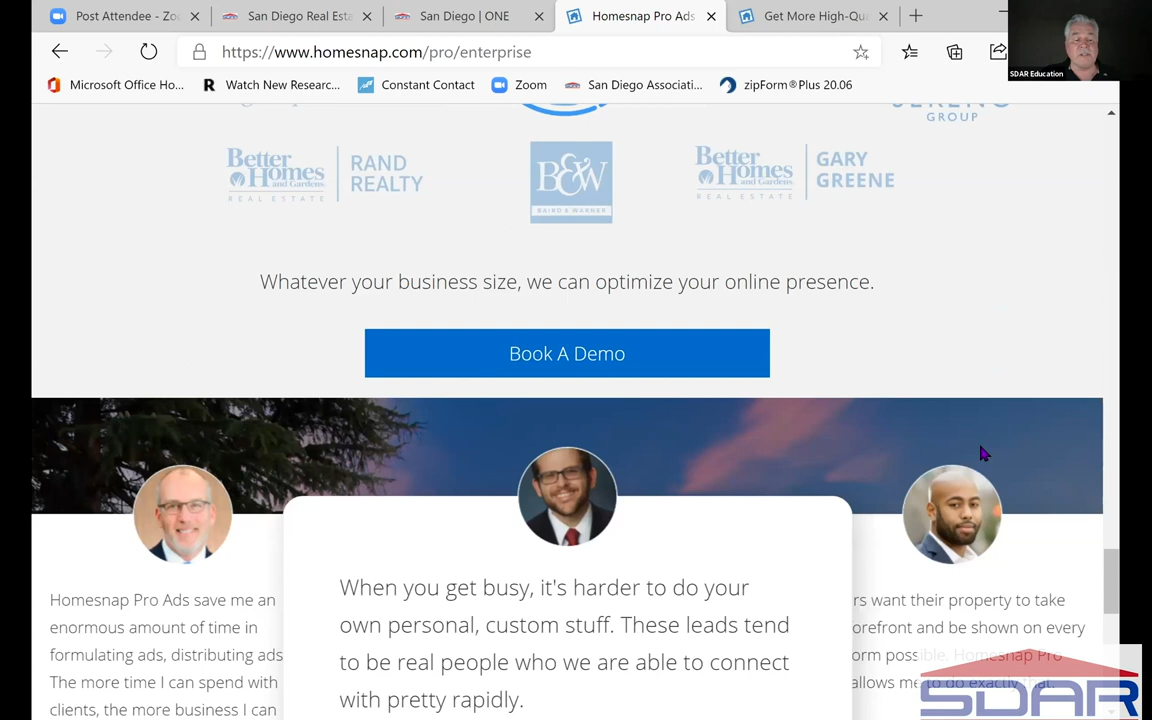 Post Attendee - Zo
San Diego Real Esta
San Diego | ONE
Homesnap Pro Ads
Get More High-Qu
https://www.homesnap.com/pro/enterprise
SDAR Education
Microsoft Office Ho...
Watch New Researc...
Constant Contact
Zoom
San Diego Associati...
zipForm®Plus 20.06
GROUP
Better Homes and Gardens REAL ESTATE
RAND REALTY
B&W
BAIRD & WARNER
Better Homes and Gardens REAL ESTATE
GARY GREENE
Whatever your business size, we can optimize your online presence.
Book A Demo
Homesnap Pro Ads save me an
enormous amount of time in
formulating ads, distributing ads
The more time I can spend with
clients, the more business I can
When you get busy, it's harder to do your
own personal, custom stuff. These leads tend
to be real people who we are able to connect
with pretty rapidly.
rs want their property to take
orefront and be shown on every
orm possible. Homesnap Pro
allows me to do exactly that.
SDAR